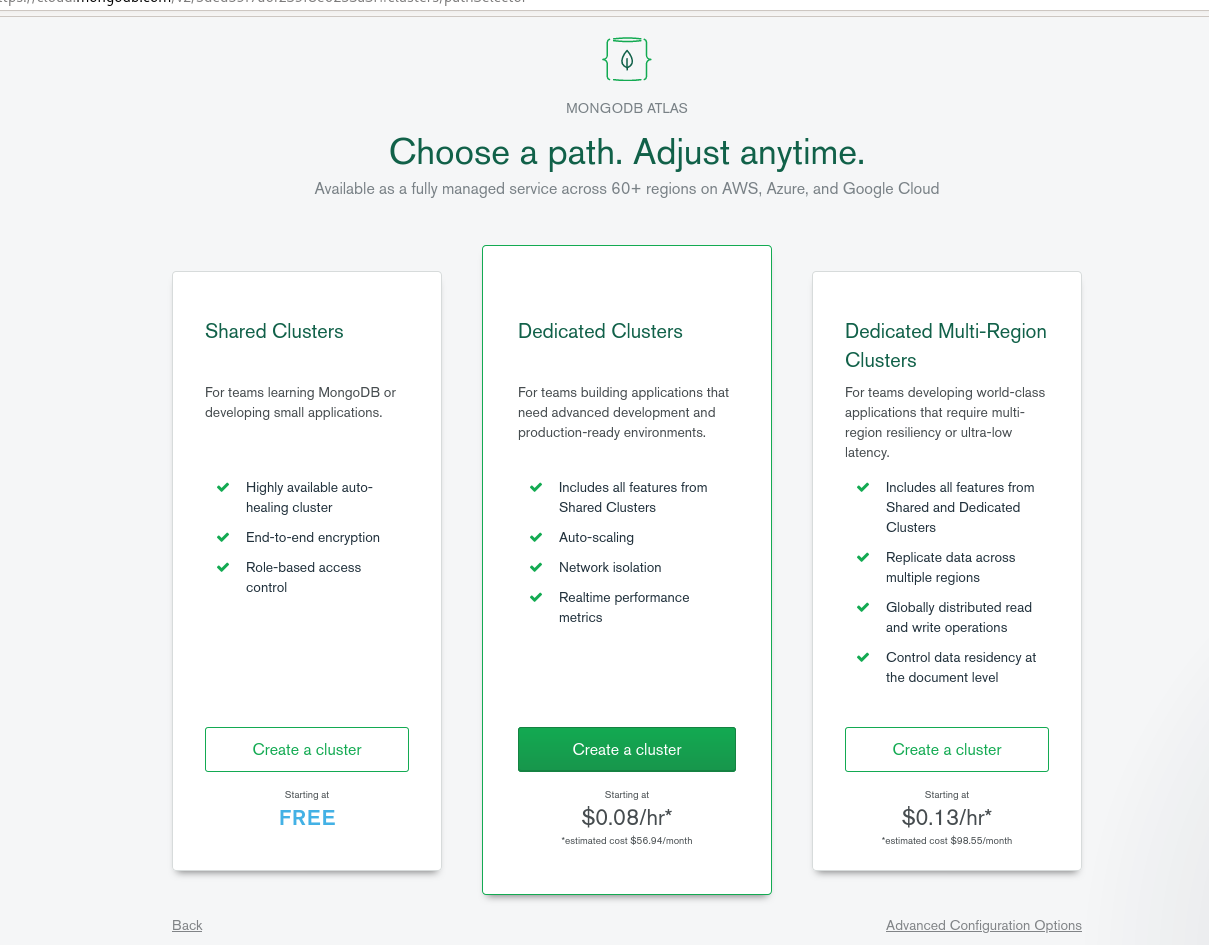 MONGODB ATLAS
Choose a path. Adjust anytime.
Available as a fully managed service across 60+ regions on AWS, Azure, and Google Cloud
Shared Clusters
For teams learning MongoDB or
developing small applications.
Highly available auto-
healing cluster
End-to-end encryption
Role-based access
control
Create a cluster
Starting at
FREE
Dedicated Clusters
For teams building applications that
need advanced development and
production-ready environments.
Includes all features from
Shared Clusters
Auto-scaling
Network isolation
Realtime performance
metrics
Create a cluster
Starting at
$0.08/hr*
*estimated cost $56.94/month
Dedicated Multi-Region
Clusters
For teams developing world-class
applications that require multi-
region resiliency or ultra-low
latency.
Includes all features from
Shared and Dedicated
Clusters
Replicate data across
multiple regions
Globally distributed read
and write operations
Control data residency at
the document level
Create a cluster
Starting at
$0.13/hr*
*estimated cost $98.55/month
Back
Advanced Configuration Options